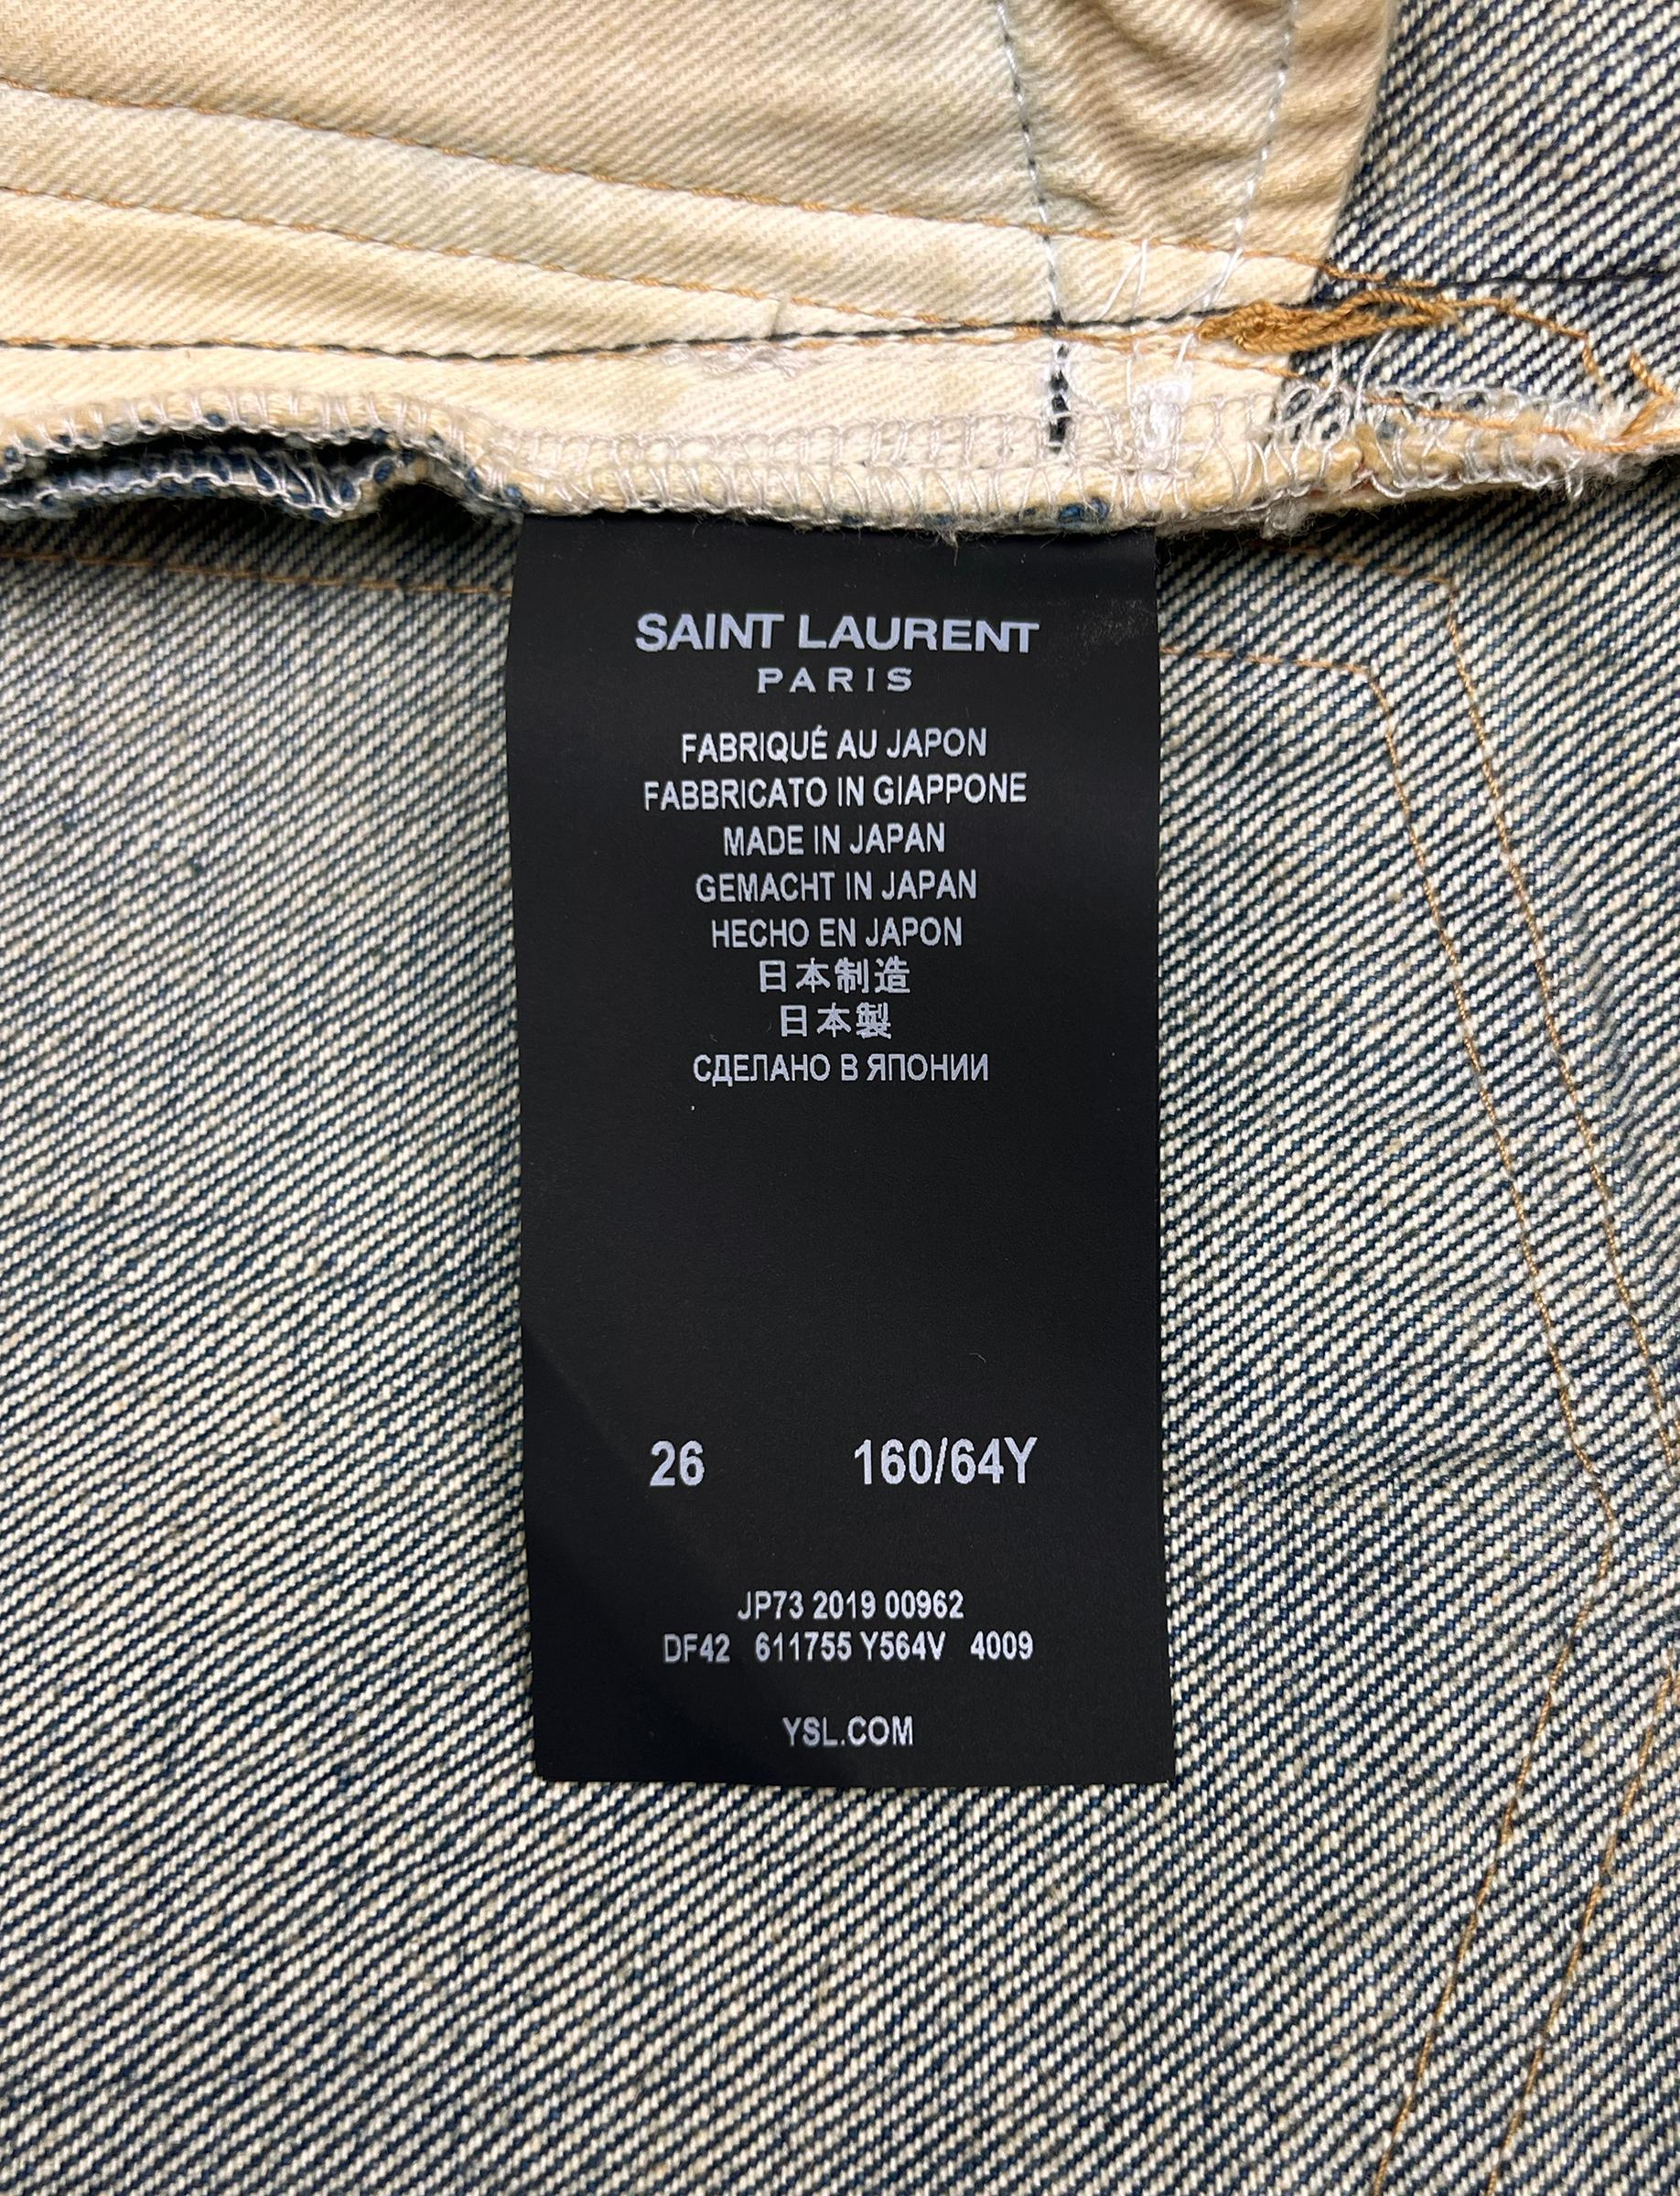 SAINT LAURENT
PARIS
FABRIQUÉ AU JAPON
FABBRICATO IN GIAPPONE
MADE IN JAPAN
GEMACHT IN JAPAN
HECHO EN JAPON
日本制造
日本製
СДЕЛАНО В ЯПОНИИ
26 160/64Y
JP73 2019 00962
DF42 611755 Y564V 4009
YSL.COM